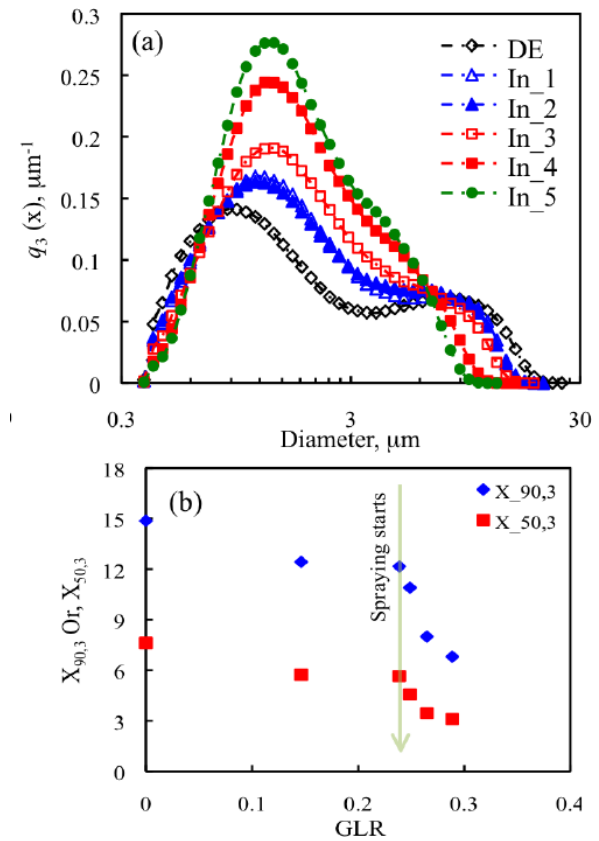 (a)
DE
In_1
In_2
In_3
In_4
In_5
q3 (x), μm-1
0.3
0.25
0.2
0.15
0.1
0.05
0
0.3 3 30
Diameter, μm
(b)
X_90,3
X_50,3
Spraying starts
X90,3 Or, X50,3
18
15
12
9
6
3
0
0 0.1 0.2 0.3 0.4
GLR